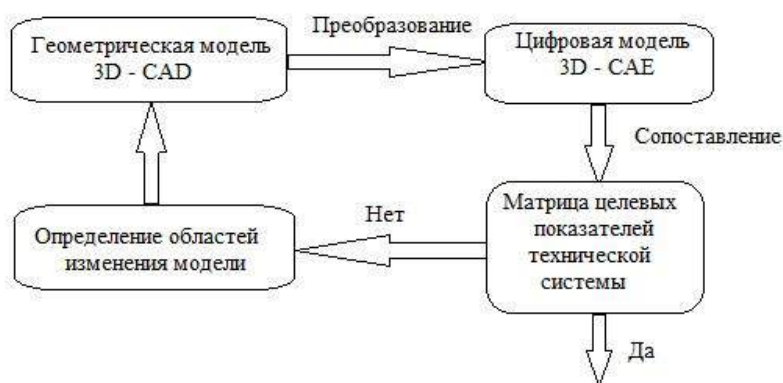 Геометрическая модель
3D - CAD
Преобразование
Цифровая модель
3D - CAE
Сопоставление
Матрица целевых
показателей
технической
системы
Нет
Определение областей
изменения модели
Да